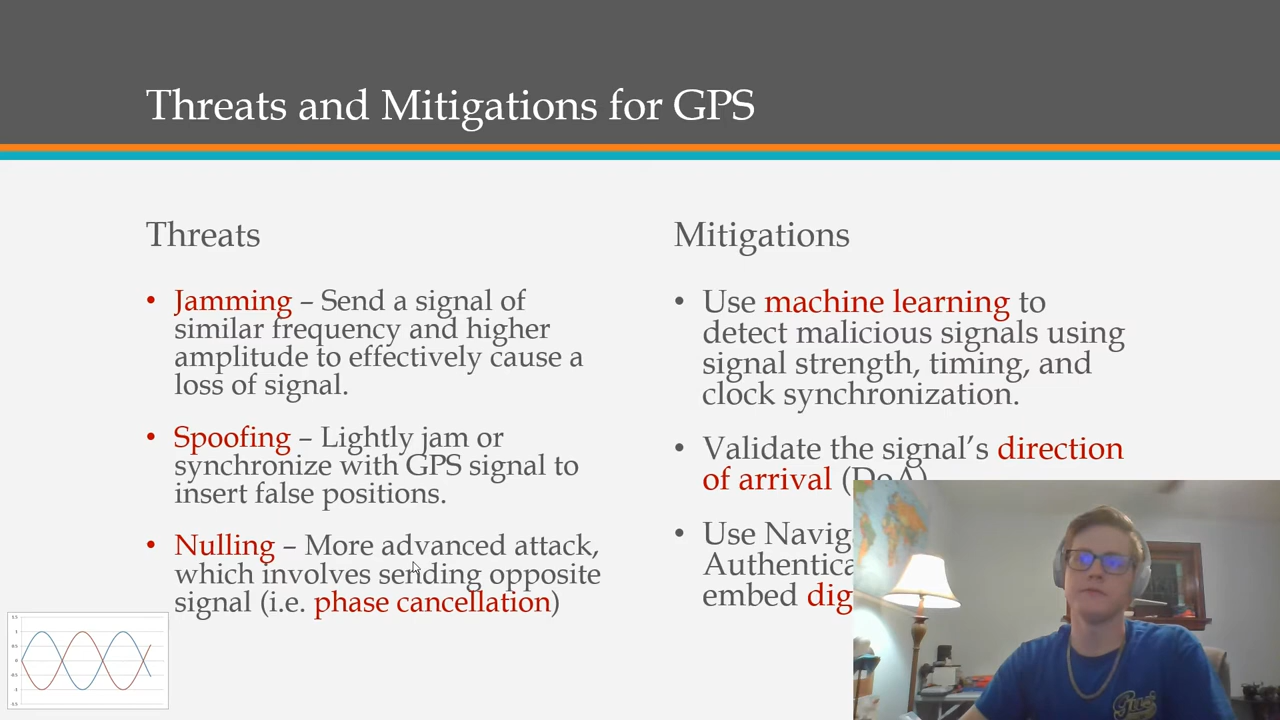 Threats and Mitigations for GPS
Threats
• Jamming – Send a signal of
similar frequency and higher
amplitude to effectively cause a
loss of signal.
• Spoofing – Lightly jam or
synchronize with GPS signal to
insert false positions.
• Nulling – More advanced attack,
which involves sending opposite
signal (i.e. phase cancellation)
Mitigations
• Use machine learning to
detect malicious signals using
signal strength, timing, and
clock synchronization.
• Validate the signal's direction
of arrival (DoA)
• Use Navig
Authentica
embed dig